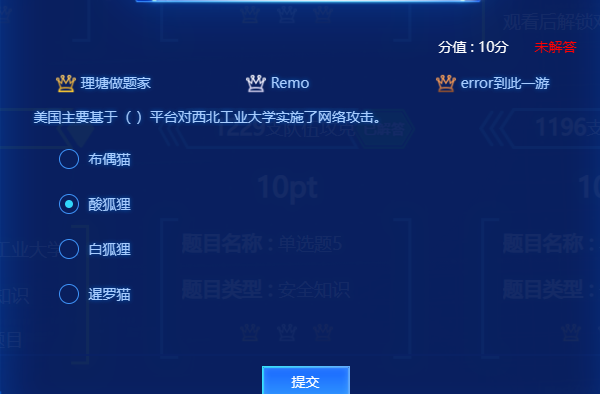 观看后解锁
分值 : 10分 未解答
理塘做题家 Remo error到此一游
美国主要基于（ ）平台对西北工业大学实施了网络攻击。
1229支队伍攻克 1196支
布偶猫
10pt
酸狐狸
题目名称 : 单选题5 题目名称 :
白狐狸
工业大学
题目类型 : 安全知识 题目类型 :
知识
暹罗猫
题目
提交